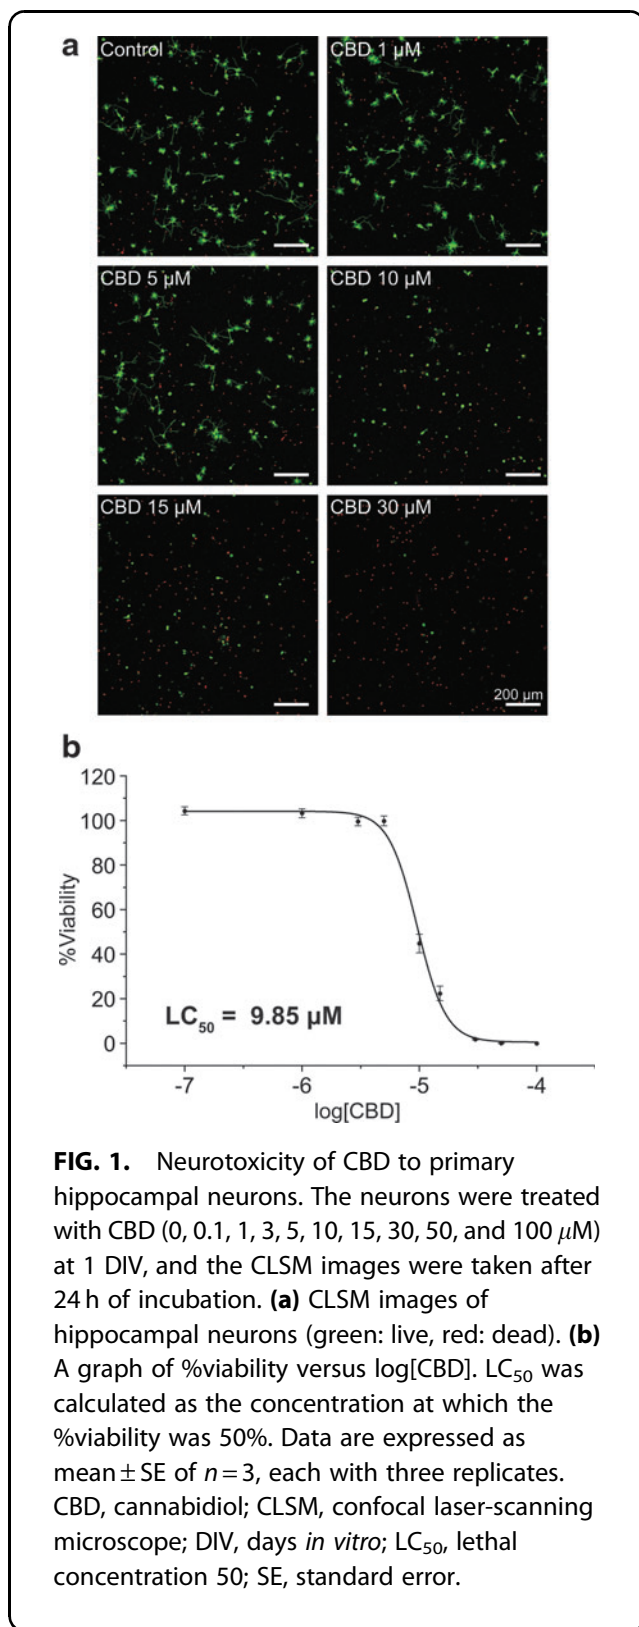 a
Control
CBD 1 µM
CBD 5 µM
CBD 10 µM
CBD 15 µM
CBD 30 µM
200 µm
b
120
100
80
60
40
20
0
%Viability
LC50 = 9.85 µM
-7
-6
-5
-4
log[CBD]
FIG. 1. Neurotoxicity of CBD to primary
hippocampal neurons. The neurons were treated
with CBD (0, 0.1, 1, 3, 5, 10, 15, 30, 50, and 100 µM)
at 1 DIV, and the CLSM images were taken after
24 h of incubation. (a) CLSM images of
hippocampal neurons (green: live, red: dead). (b)
A graph of %viability versus log[CBD]. LC50 was
calculated as the concentration at which the
%viability was 50%. Data are expressed as
mean ± SE of n = 3, each with three replicates.
CBD, cannabidiol; CLSM, confocal laser-scanning
microscope; DIV, days in vitro; LC50, lethal
concentration 50; SE, standard error.